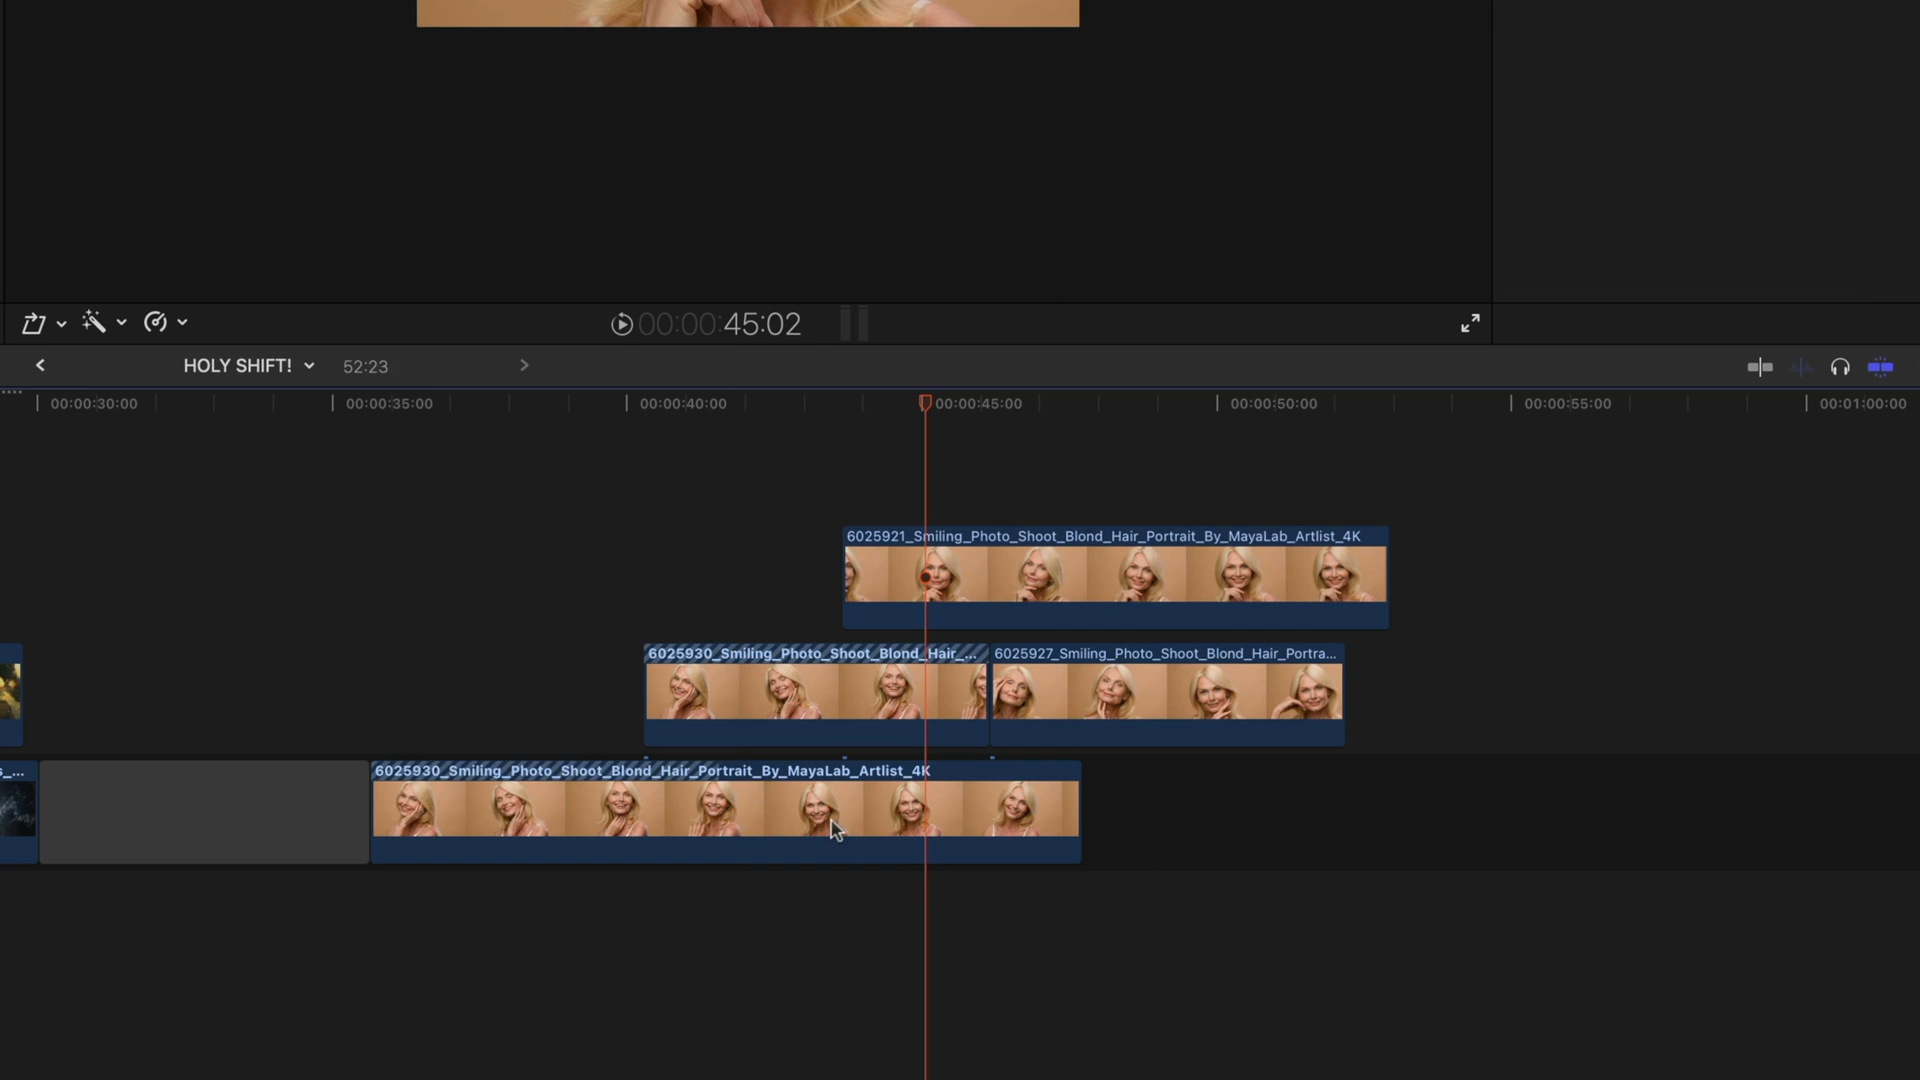 00:00:45:02
HOLY SHIFT! 52:23
00:00:30:00 00:00:35:00 00:00:40:00 00:00:45:00 00:00:50:00 00:00:55:00 00:01:00:00
6025921_Smiling_Photo_Shoot_Blond_Hair_Portrait_By_MayaLab_Artlist_4K
6025930_Smiling_Photo_Shoot_Blond_Hair_... 6025927_Smiling_Photo_Shoot_Blond_Hair_Portra...
s_... 6025930_Smiling_Photo_Shoot_Blond_Hair_Portrait_By_MayaLab_Artlist_4K